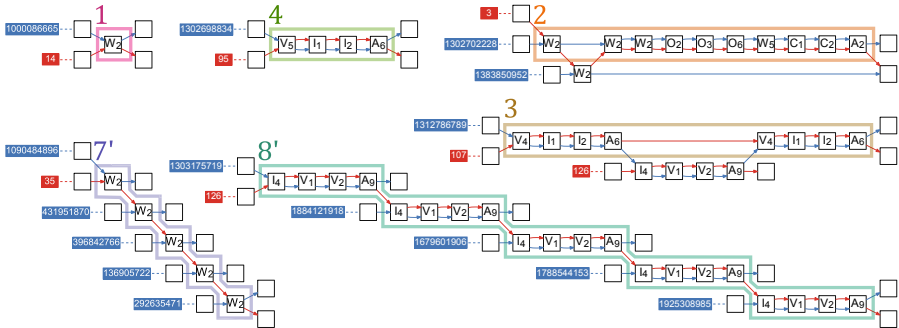 1 4 2
3
1000086665 W2
14
1302698834 V5 I1 I2 A6
95
1302702228 W2 W2 W2 O2 O3 O6 W5 C1 C2 A2
1383850952 W2
3
1312786789 V4 I1 I2 A6 V4 I1 I2 A6
107
126 I4 V1 V2 A9
7' 8'
1090484896 W2
35
431951870 W2
396842766 W2
136905722 W2
292635471 W2
1303175719 I4 V1 V2 A9
126
1884121918 I4 V1 V2 A9
1679601906 I4 V1 V2 A9
1788544153 I4 V1 V2 A9
1925308985 I4 V1 V2 A9